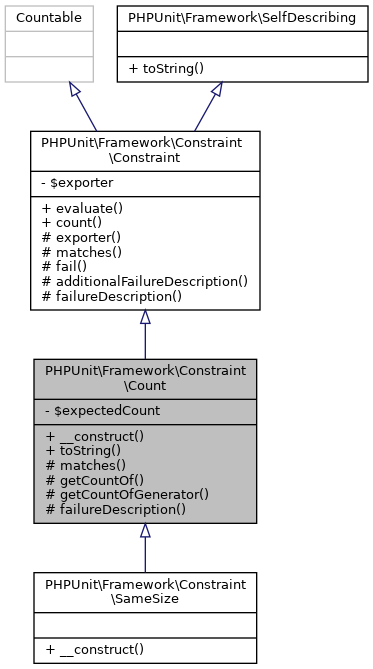 Countable
PHPUnit\Framework\SelfDescribing
+ toString()
PHPUnit\Framework\Constraint
\Constraint
- $exporter
+ evaluate()
+ count()
# exporter()
# matches()
# fail()
# additionalFailureDescription()
# failureDescription()
PHPUnit\Framework\Constraint
\Count
- $expectedCount
+ __construct()
+ toString()
# matches()
# getCountOf()
# getCountOfGenerator()
# failureDescription()
PHPUnit\Framework\Constraint
\SameSize
+ __construct()